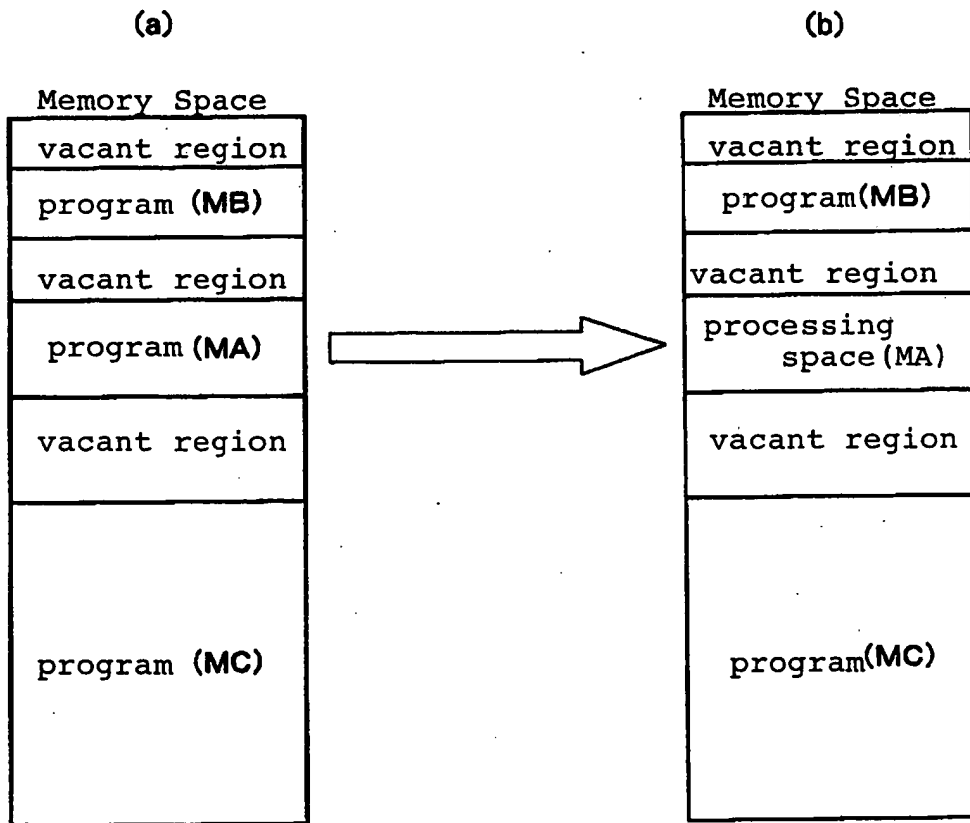 (a)
Memory Space
vacant region
program (MB)
vacant region
program (MA)
vacant region
program (MC)
(b)
Memory Space
vacant region
program(MB)
vacant region
processing
space(MA)
vacant region
program(MC)